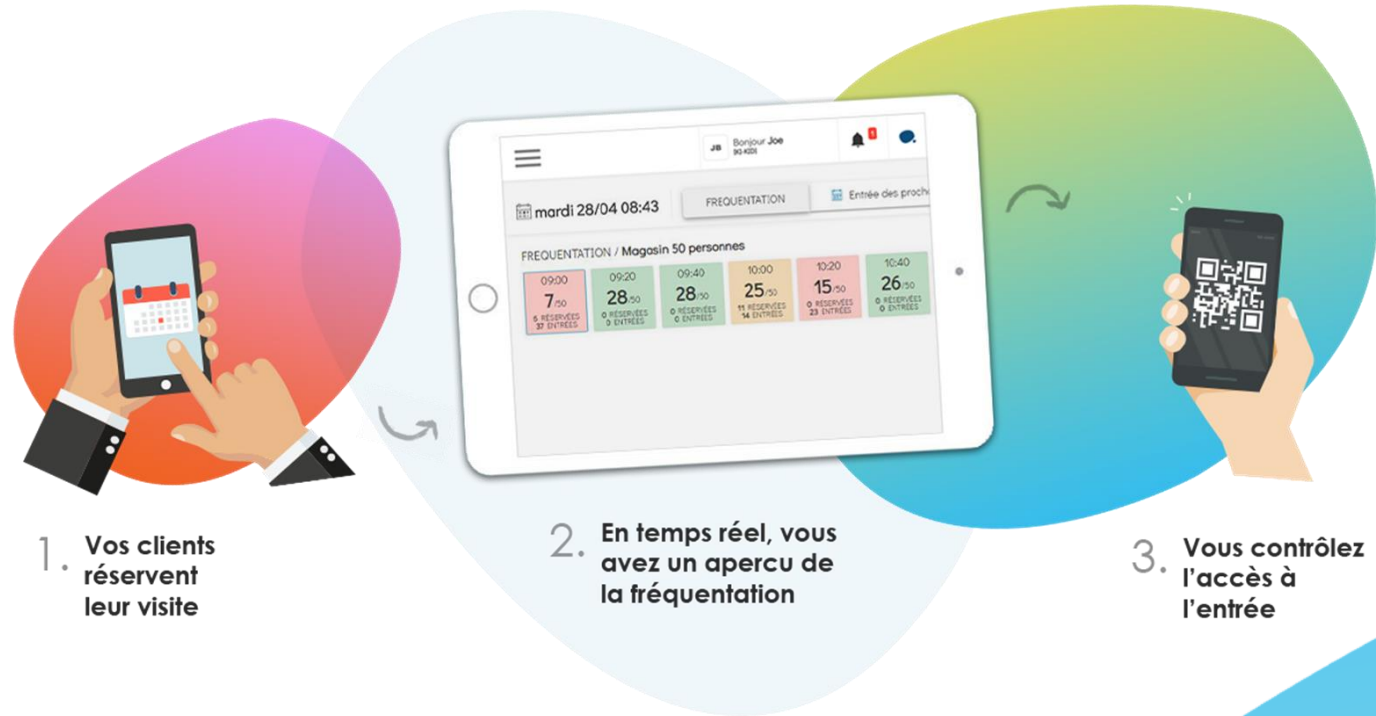 JB
Bonjour Joe
1
mardi 28/04 08:43
FREQUENTATION
Entrée des proch
FREQUENTATION / Magasin 50 personnes
09:00
7/50
37 ENTRÉES
09:20
28/50
0 RÉSERVÉES
0 ENTRÉES
09:40
28/50
0 RÉSERVÉES
0 ENTRÉES
10:00
25/50
11 RÉSERVÉES
14 ENTRÉES
10:20
15/50
0 RÉSERVÉES
23 ENTRÉES
10:40
26/50
0 RÉSERVÉES
0 ENTRÉES
1. Vos clients
réservent
leur visite
2. En temps réel, vous
avez un apercu de
la fréquentation
3. Vous contrôlez
l'accès à
l'entrée